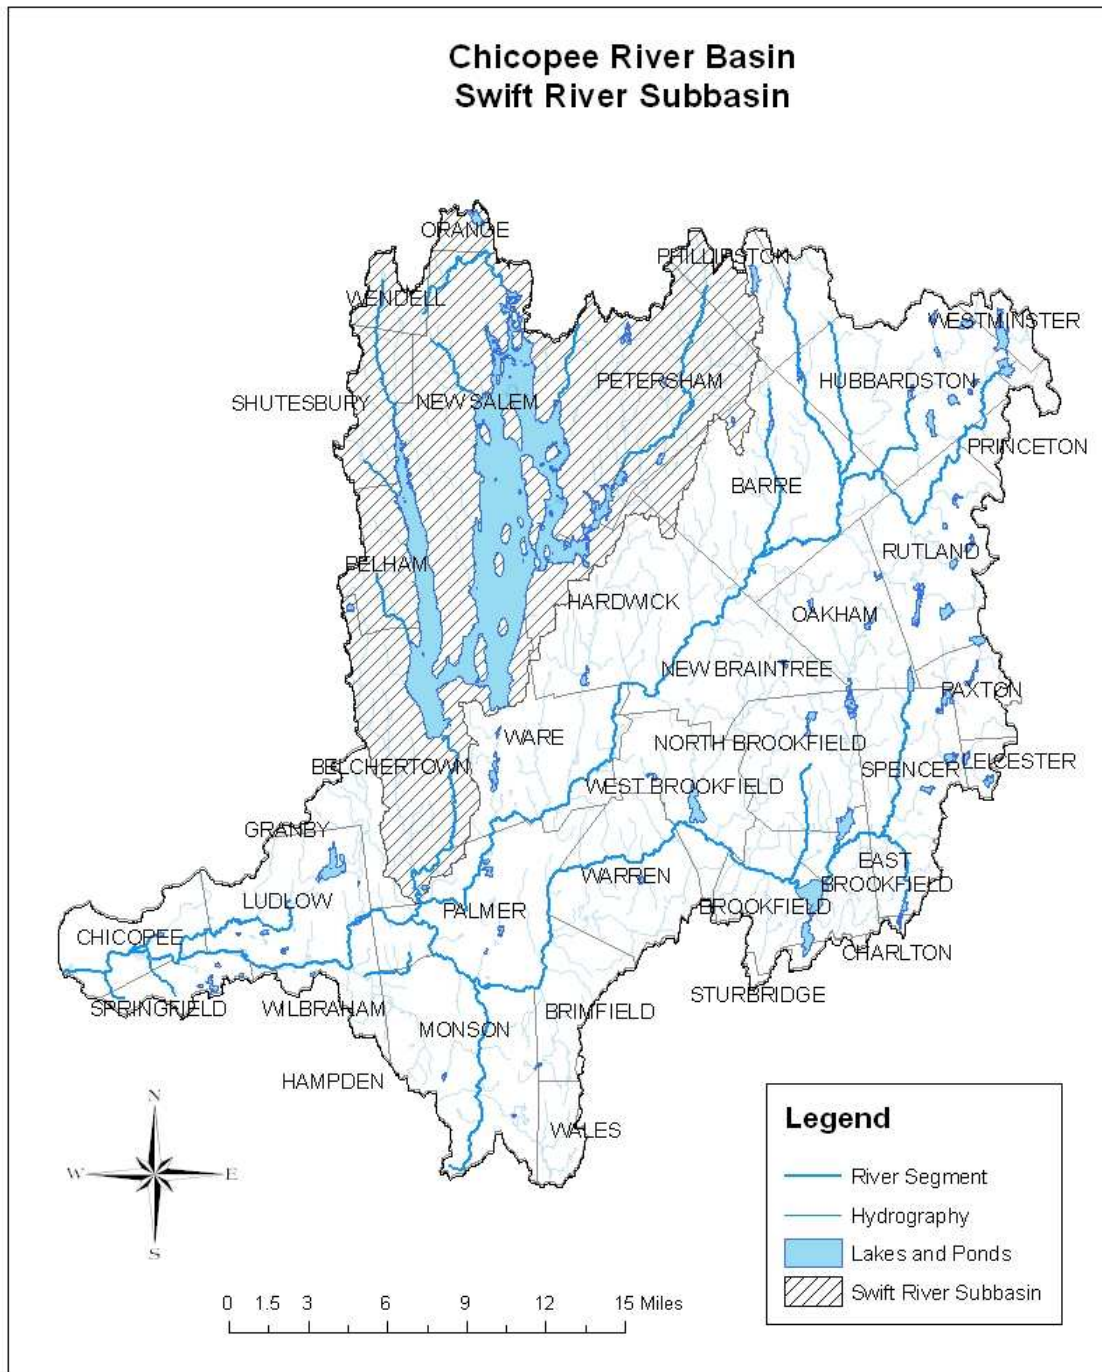 Chicopee River Basin
Swift River Subbasin
ORANGE
PHILLIPSTON
WENDELL
WESTMINSTER
PETERSHAM
HUBBARDSTON
SHUTESBURY
NEW SALEM
PRINCETON
BARRE
RUTLAND
PELHAM
HARDWICK
OAKHAM
NEW BRAINTREE
PAXTON
WARE
NORTH BROOKFIELD
BELCHERTOWN
SPENCER
LEICESTER
WEST BROOKFIELD
GRANBY
EAST
BROOKFIELD
WARREN
LUDLOW
BROOKFIELD
PALMER
CHICOPEE
CHARLTON
STURBRIDGE
SPRINGFIELD
WILBRAHAM
BRIMFIELD
MONSON
HAMPDEN
WALES
N
W
E
S
Legend
River Segment
Hydrography
Lakes and Ponds
Swift River Subbasin
0 1.5 3 6 9 12 15 Miles